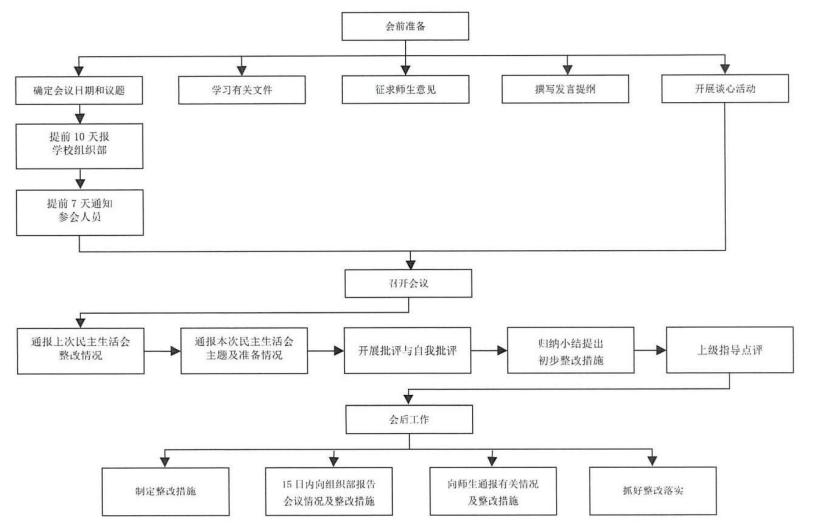 会前准备
确定会议日期和议题
学习有关文件
征求师生意见
撰写发言提纲
开展谈心活动
提前 10 天报
学校组织部
提前 7 天通知
参会人员
召开会议
通报上次民主生活会
整改情况
通报本次民主生活会
主题及准备情况
开展批评与自我批评
归纳小结提出
初步整改措施
上级指导点评
会后工作
制定整改措施
15 日内向组织部报告
会议情况及整改措施
向师生通报有关情况
及整改措施
抓好整改落实